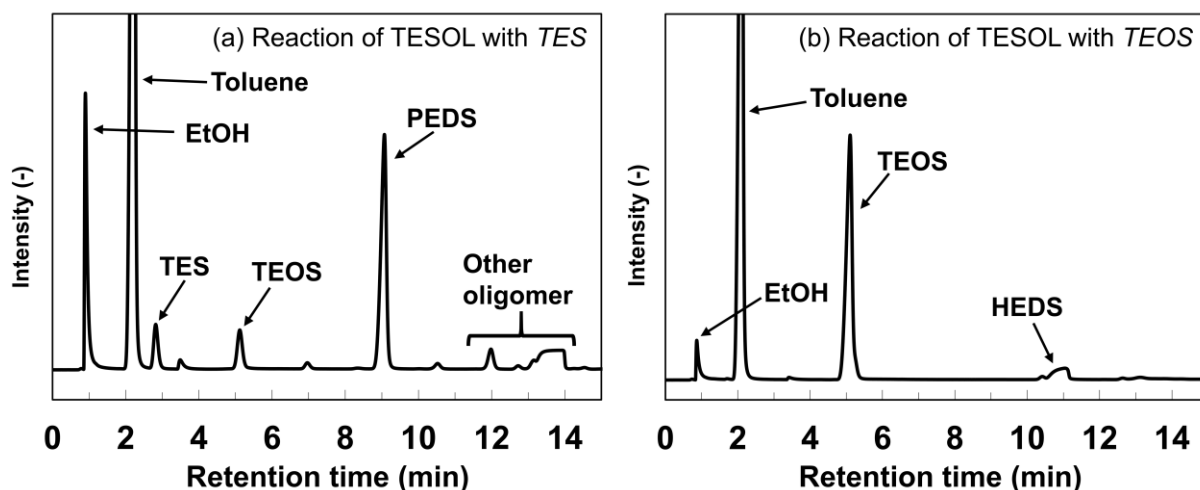 (a) Reaction of TESOL with TES
Toluene
EtOH
PEDS
TES
TEOS
Other
oligomer
Intensity (-)
0 2 4 6 8 10 12 14
Retention time (min)
(b) Reaction of TESOL with TEOS
Toluene
TEOS
EtOH
HEDS
Intensity (-)
0 2 4 6 8 10 12 14
Retention time (min)